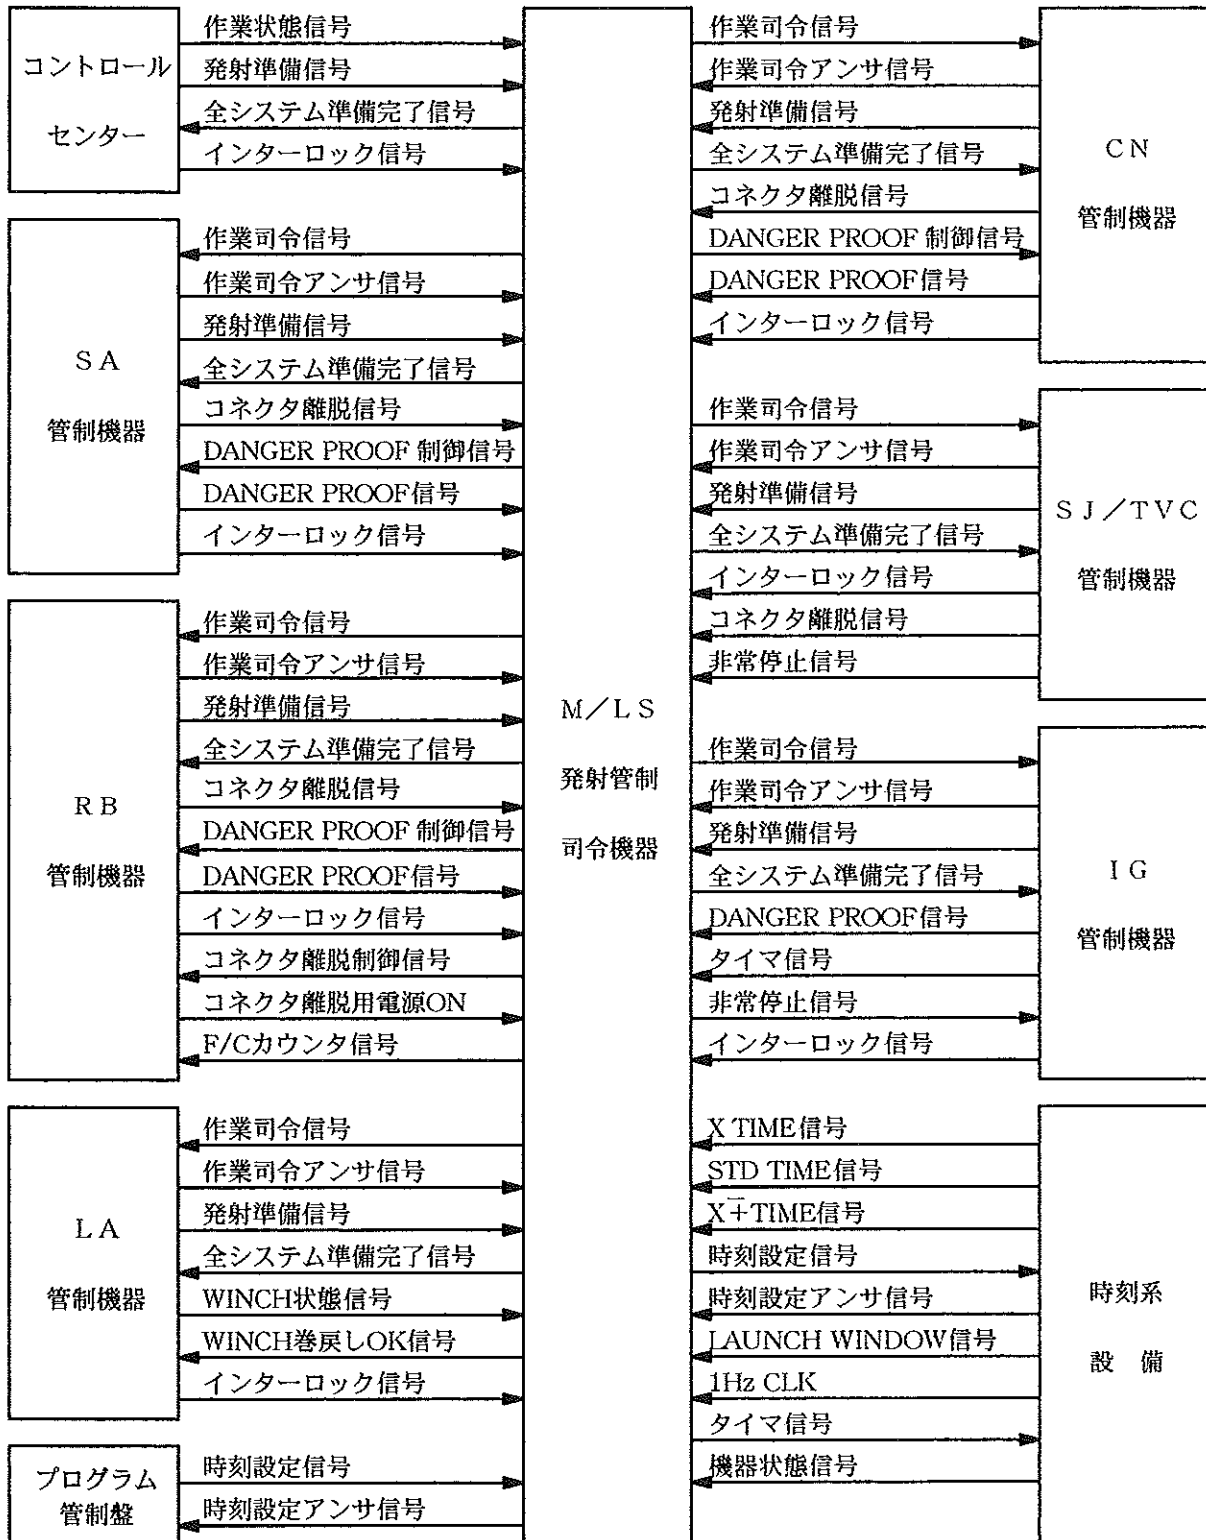 コントロール
センター
作業状態信号
発射準備信号
全システム準備完了信号
インターロック信号
SA
管制機器
作業司令信号
作業司令アンサ信号
発射準備信号
全システム準備完了信号
コネクタ離脱信号
DANGER PROOF 制御信号
DANGER PROOF信号
インターロック信号
RB
管制機器
作業司令信号
作業司令アンサ信号
発射準備信号
全システム準備完了信号
コネクタ離脱信号
DANGER PROOF 制御信号
DANGER PROOF信号
インターロック信号
コネクタ離脱制御信号
コネクタ離脱用電源ON
F/Cカウンタ信号
LA
管制機器
作業司令信号
作業司令アンサ信号
発射準備信号
全システム準備完了信号
WINCH状態信号
WINCH巻戻しOK信号
インターロック信号
プログラム
管制盤
時刻設定信号
時刻設定アンサ信号
M/LS
発射管制
司令機器
作業司令信号
作業司令アンサ信号
発射準備信号
全システム準備完了信号
コネクタ離脱信号
DANGER PROOF 制御信号
DANGER PROOF信号
インターロック信号
CN
管制機器
作業司令信号
作業司令アンサ信号
発射準備信号
全システム準備完了信号
インターロック信号
コネクタ離脱信号
非常停止信号
SJ/TVC
管制機器
作業司令信号
作業司令アンサ信号
発射準備信号
全システム準備完了信号
DANGER PROOF信号
タイマ信号
非常停止信号
インターロック信号
IG
管制機器
X TIME信号
STD TIME信号
X∓TIME信号
時刻設定信号
時刻設定アンサ信号
LAUNCH WINDOW信号
1Hz CLK
タイマ信号
機器状態信号
時刻系
設 備